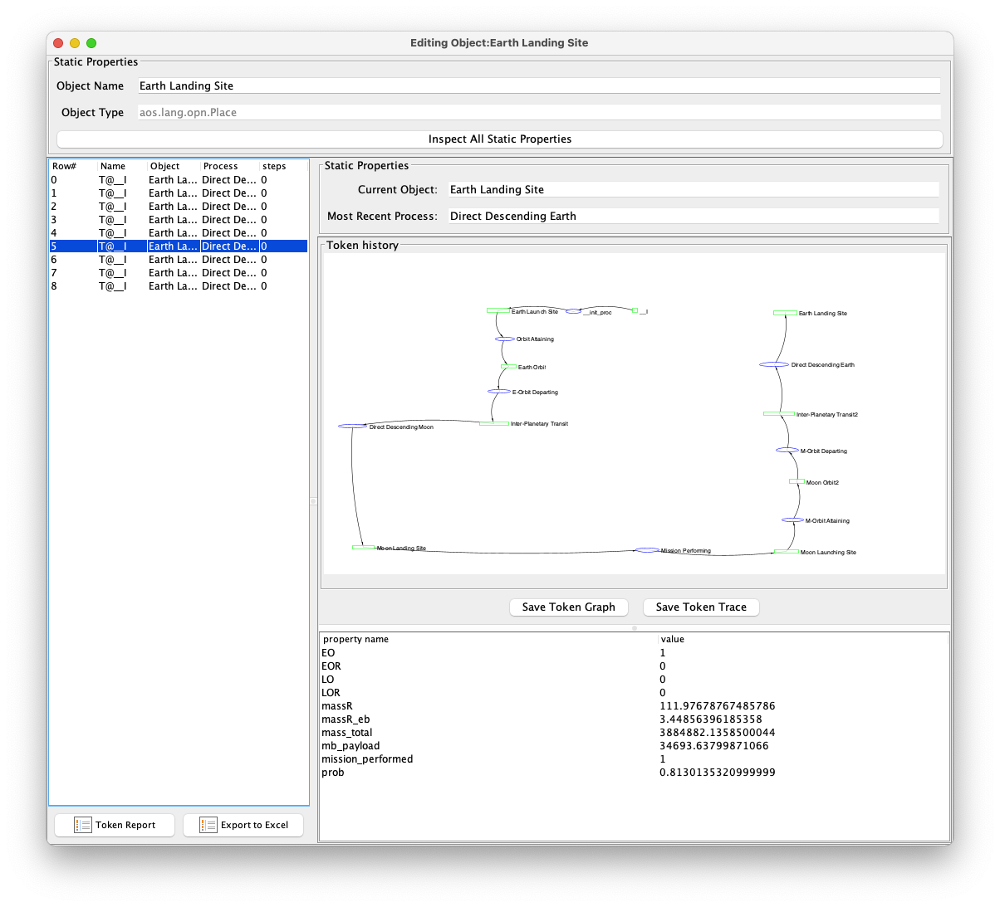 Editing Object:Earth Landing Site
Static Properties
Object Name Earth Landing Site
Object Type aos.lang.opn.Place
Inspect All Static Properties
Row# Name Object Process steps
0 T@__I Earth La... Direct De... 0
1 T@__I Earth La... Direct De... 0
2 T@__I Earth La... Direct De... 0
3 T@__I Earth La... Direct De... 0
4 T@__I Earth La... Direct De... 0
5 T@__I Earth La... Direct De... 0
6 T@__I Earth La... Direct De... 0
7 T@__I Earth La... Direct De... 0
8 T@__I Earth La... Direct De... 0
Token Report Export to Excel
Static Properties
Current Object: Earth Landing Site
Most Recent Process: Direct Descending Earth
Token history
Earth Launch Site __init_proc __I Earth Landing Site
Orbit Attaining
Earth Orbit Direct Descending Earth
E-Orbit Departing
Inter-Planetary Transit2
Direct Descending Moon Inter-Planetary Transit
M-Orbit Departing
Moon Orbit2
M-Orbit Attaining
Moon Landing Site Mission Performing Moon Launching Site
Save Token Graph Save Token Trace
property name value
EO 1
EOR 0
LO 0
LOR 0
massR 111.97678767485786
massR_eb 3.44856396185358
mass_total 3884882.1358500044
mb_payload 34693.63799871066
mission_performed 1
prob 0.8130135320999999